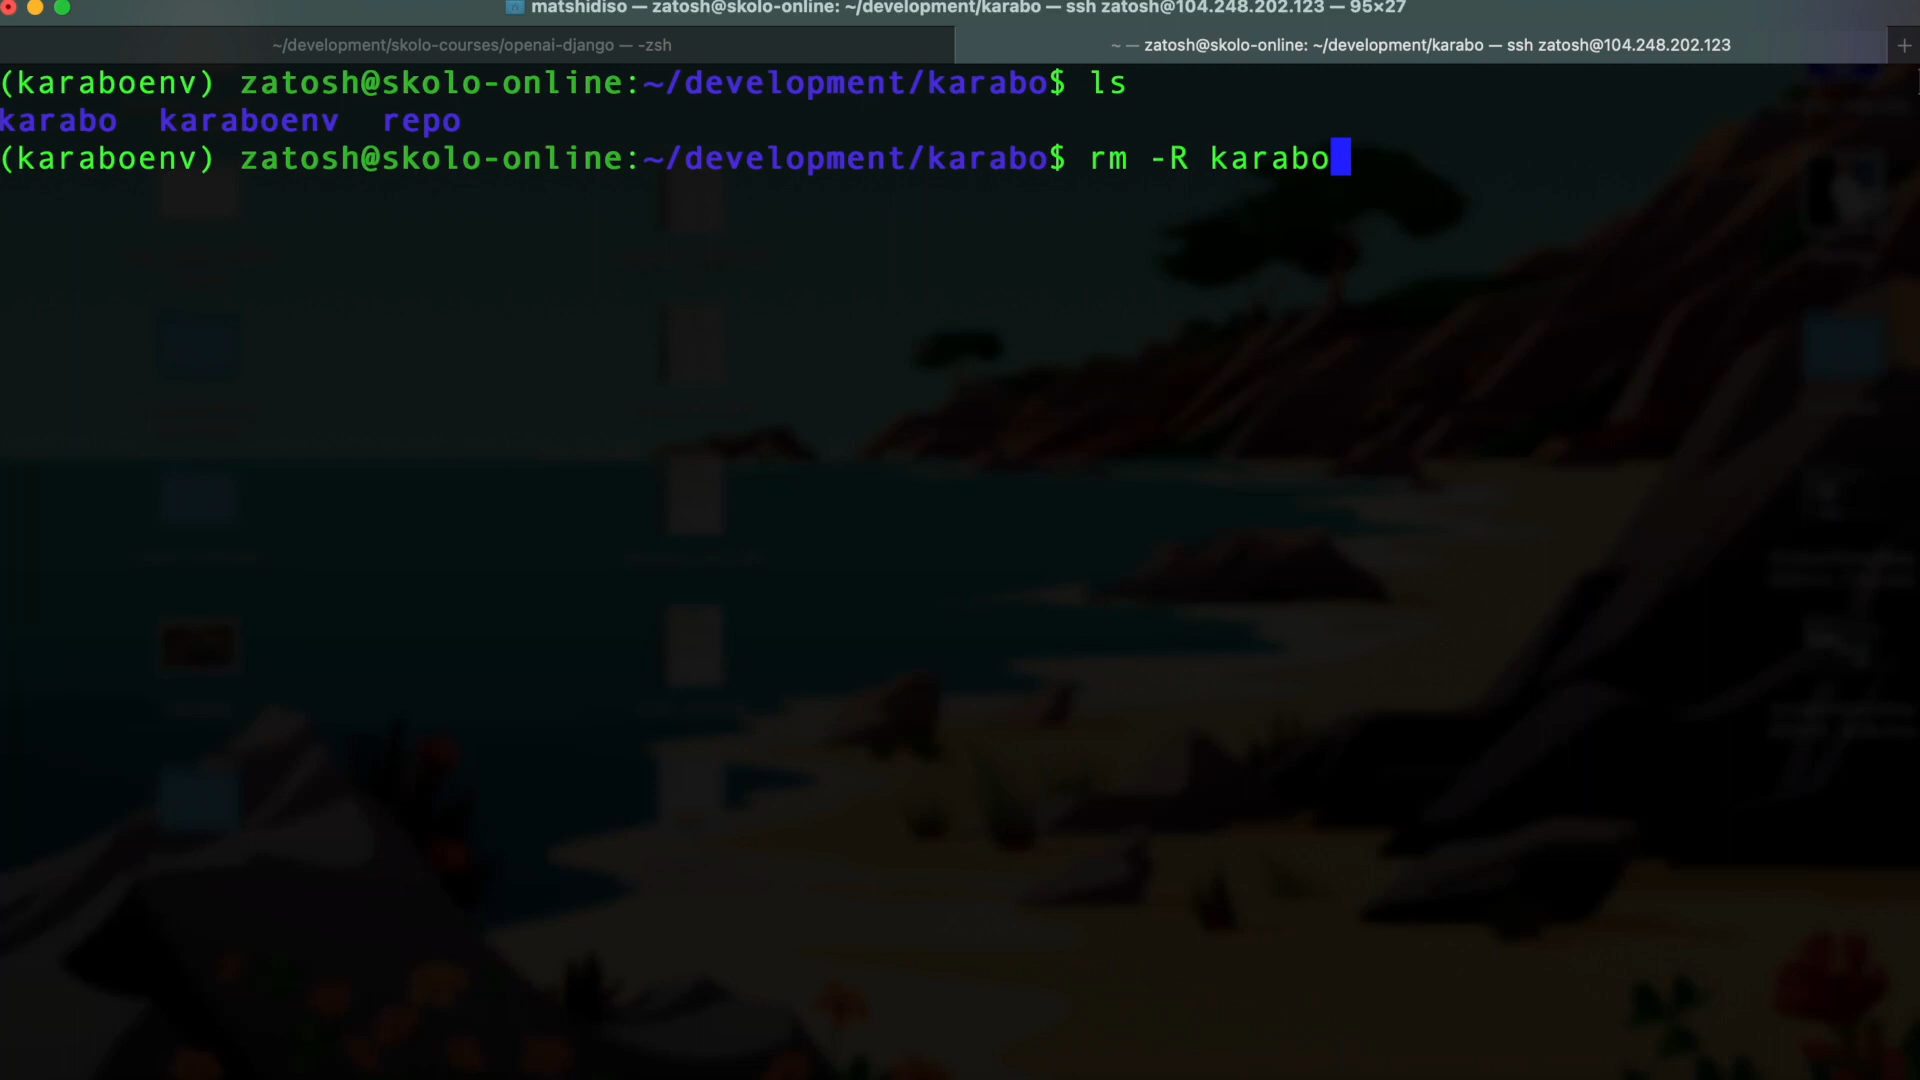 matshidiso — zatosh@skolo-online: ~/development/karabo — ssh zatosh@104.248.202.123 — 95×27
~/development/skolo-courses/openai-django — -zsh
~ — zatosh@skolo-online: ~/development/karabo — ssh zatosh@104.248.202.123
+
(karaboenv) zatosh@skolo-online:~/development/karabo$ ls
karabo karaboenv repo
(karaboenv) zatosh@skolo-online:~/development/karabo$ rm -R karabo